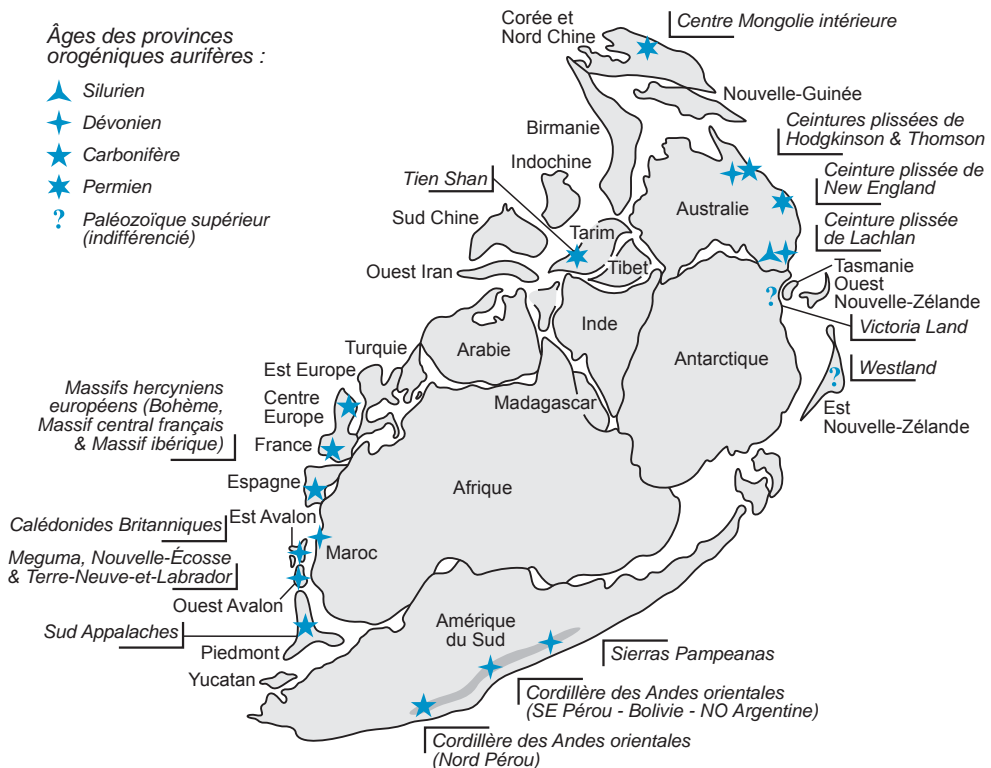 Âges des provinces
orogéniques aurifères :
Silurien
Dévonien
Carbonifère
Permien
?
Paléozoïque supérieur
(indifférencié)
Corée et
Nord Chine
Centre Mongolie intérieure
Nouvelle-Guinée
Birmanie
Ceintures plissées de
Hodgkinson & Thomson
Indochine
Tien Shan
Ceinture plissée de
New England
Australie
Sud Chine
Tarim
Ceinture plissée
de Lachlan
Ouest Iran
Tibet
Tasmanie
Ouest
Nouvelle-Zélande
?
Victoria Land
Inde
Arabie
Turquie
Antarctique
Est Europe
Westland
?
Massifs hercyniens
européens (Bohème,
Massif central français
& Massif ibérique)
Centre
Europe
Madagascar
Est
Nouvelle-Zélande
France
Espagne
Afrique
Est Avalon
Calédonides Britanniques
Maroc
Meguma, Nouvelle-Écosse
& Terre-Neuve-et-Labrador
Ouest Avalon
Amérique
du Sud
Sud Appalaches
Piedmont
Sierras Pampeanas
Yucatan
Cordillère des Andes orientales
(SE Pérou - Bolivie - NO Argentine)
Cordillère des Andes orientales
(Nord Pérou)